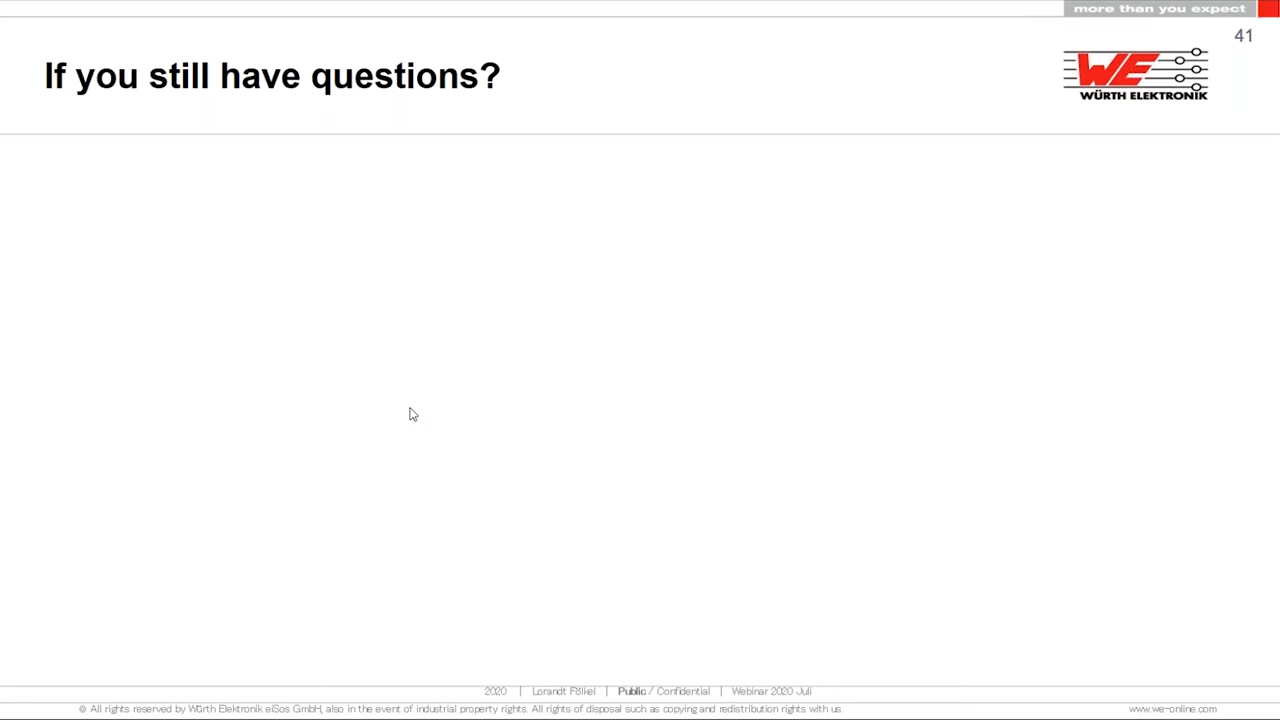 more than you expect
41
If you still have questions?
WE
WÜRTH ELEKTRONIK
2020 | Lorandt Fölkel | Public / Confidential | Webinar 2020 Juli
© All rights reserved by Würth Elektronik eiSos GmbH, also in the event of industrial property rights. All rights of disposal such as copying and redistribution rights with us.
www.we-online.com